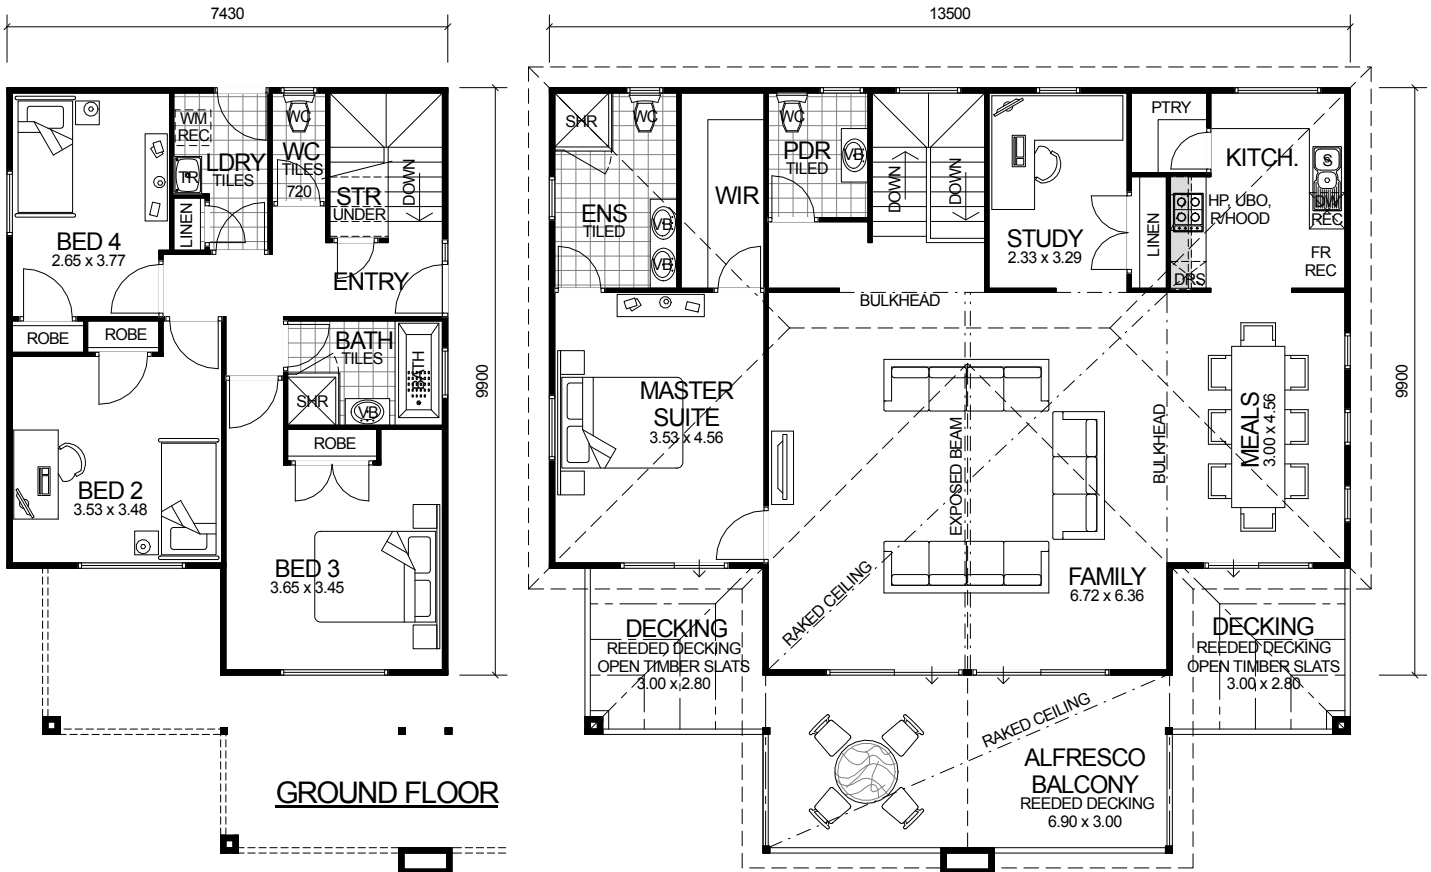 7430
13500
WM
REC
LDRY
TILES
TR
LINEN
WC
WC
TILES
720
STR
UNDER
DOWN
BED 4
2.65 x 3.77
ENTRY
ROBE
ROBE
BATH
TILES
BATH
SHR
VB
ROBE
BED 2
3.53 x 3.48
BED 3
3.65 x 3.45
9900
GROUND FLOOR
SHR
WC
ENS
TILED
VB
VB
WIR
WC
PDR
TILED
VB
DOWN
DOWN
STUDY
2.33 x 3.29
LINEN
PTRY
KITCH.
S
DW
REC
HP, UBO,
R/HOOD
FR
REC
DRS
BULKHEAD
MASTER
SUITE
3.53 x 4.56
EXPOSED BEAM
BULKHEAD
MEALS
3.00 x 4.56
9900
RAKED CEILING
FAMILY
6.72 x 6.36
DECKING
REEDED DECKING
OPEN TIMBER SLATS
3.00 x 2.80
DECKING
REEDED DECKING
OPEN TIMBER SLATS
3.00 x 2.80
RAKED CEILING
ALFRESCO
BALCONY
REEDED DECKING
6.90 x 3.00